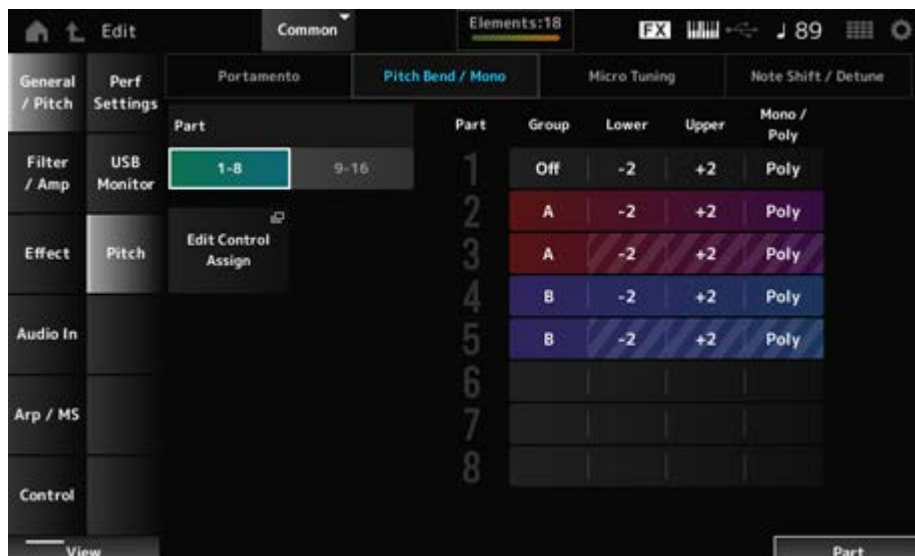 Edit
Common
Elements:18
FX
♩ 89
General / Pitch
Perf Settings
Portamento
Pitch Bend / Mono
Micro Tuning
Note Shift / Detune
Filter / Amp
USB Monitor
Effect
Pitch
Audio In
Arp / MS
Control
View
Part
1-8
9-16
Edit Control Assign
Part Group Lower Upper Mono / Poly
1 Off -2 +2 Poly
2 A -2 +2 Poly
3 A -2 +2 Poly
4 B -2 +2 Poly
5 B -2 +2 Poly
6
7
8
Part